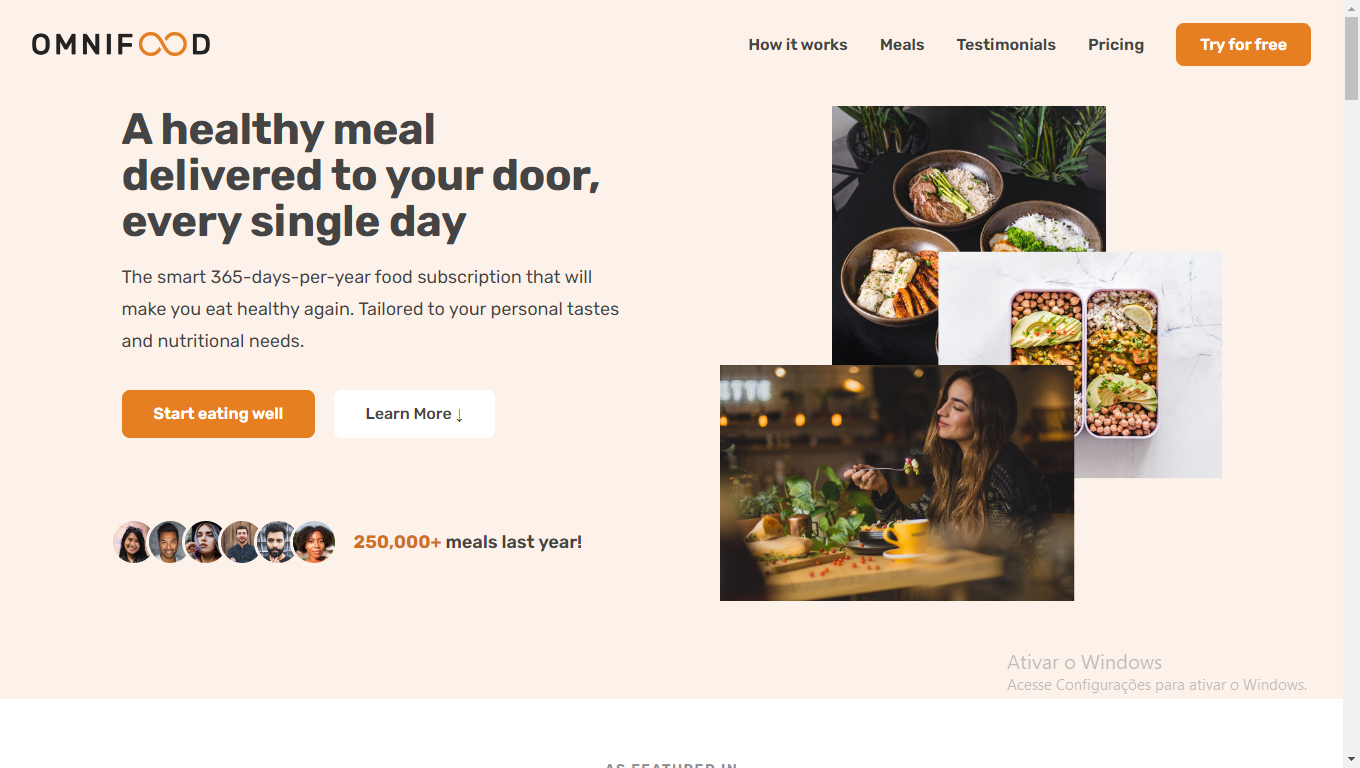 OMNIFOOD
How it works
Meals
Testimonials
Pricing
Try for free
A healthy meal
delivered to your door,
every single day
The smart 365-days-per-year food subscription that will
make you eat healthy again. Tailored to your personal tastes
and nutritional needs.
Start eating well
Learn More ↓
250,000+ meals last year!
Ativar o Windows
Acesse Configurações para ativar o Windows.
AS FEATURED IN